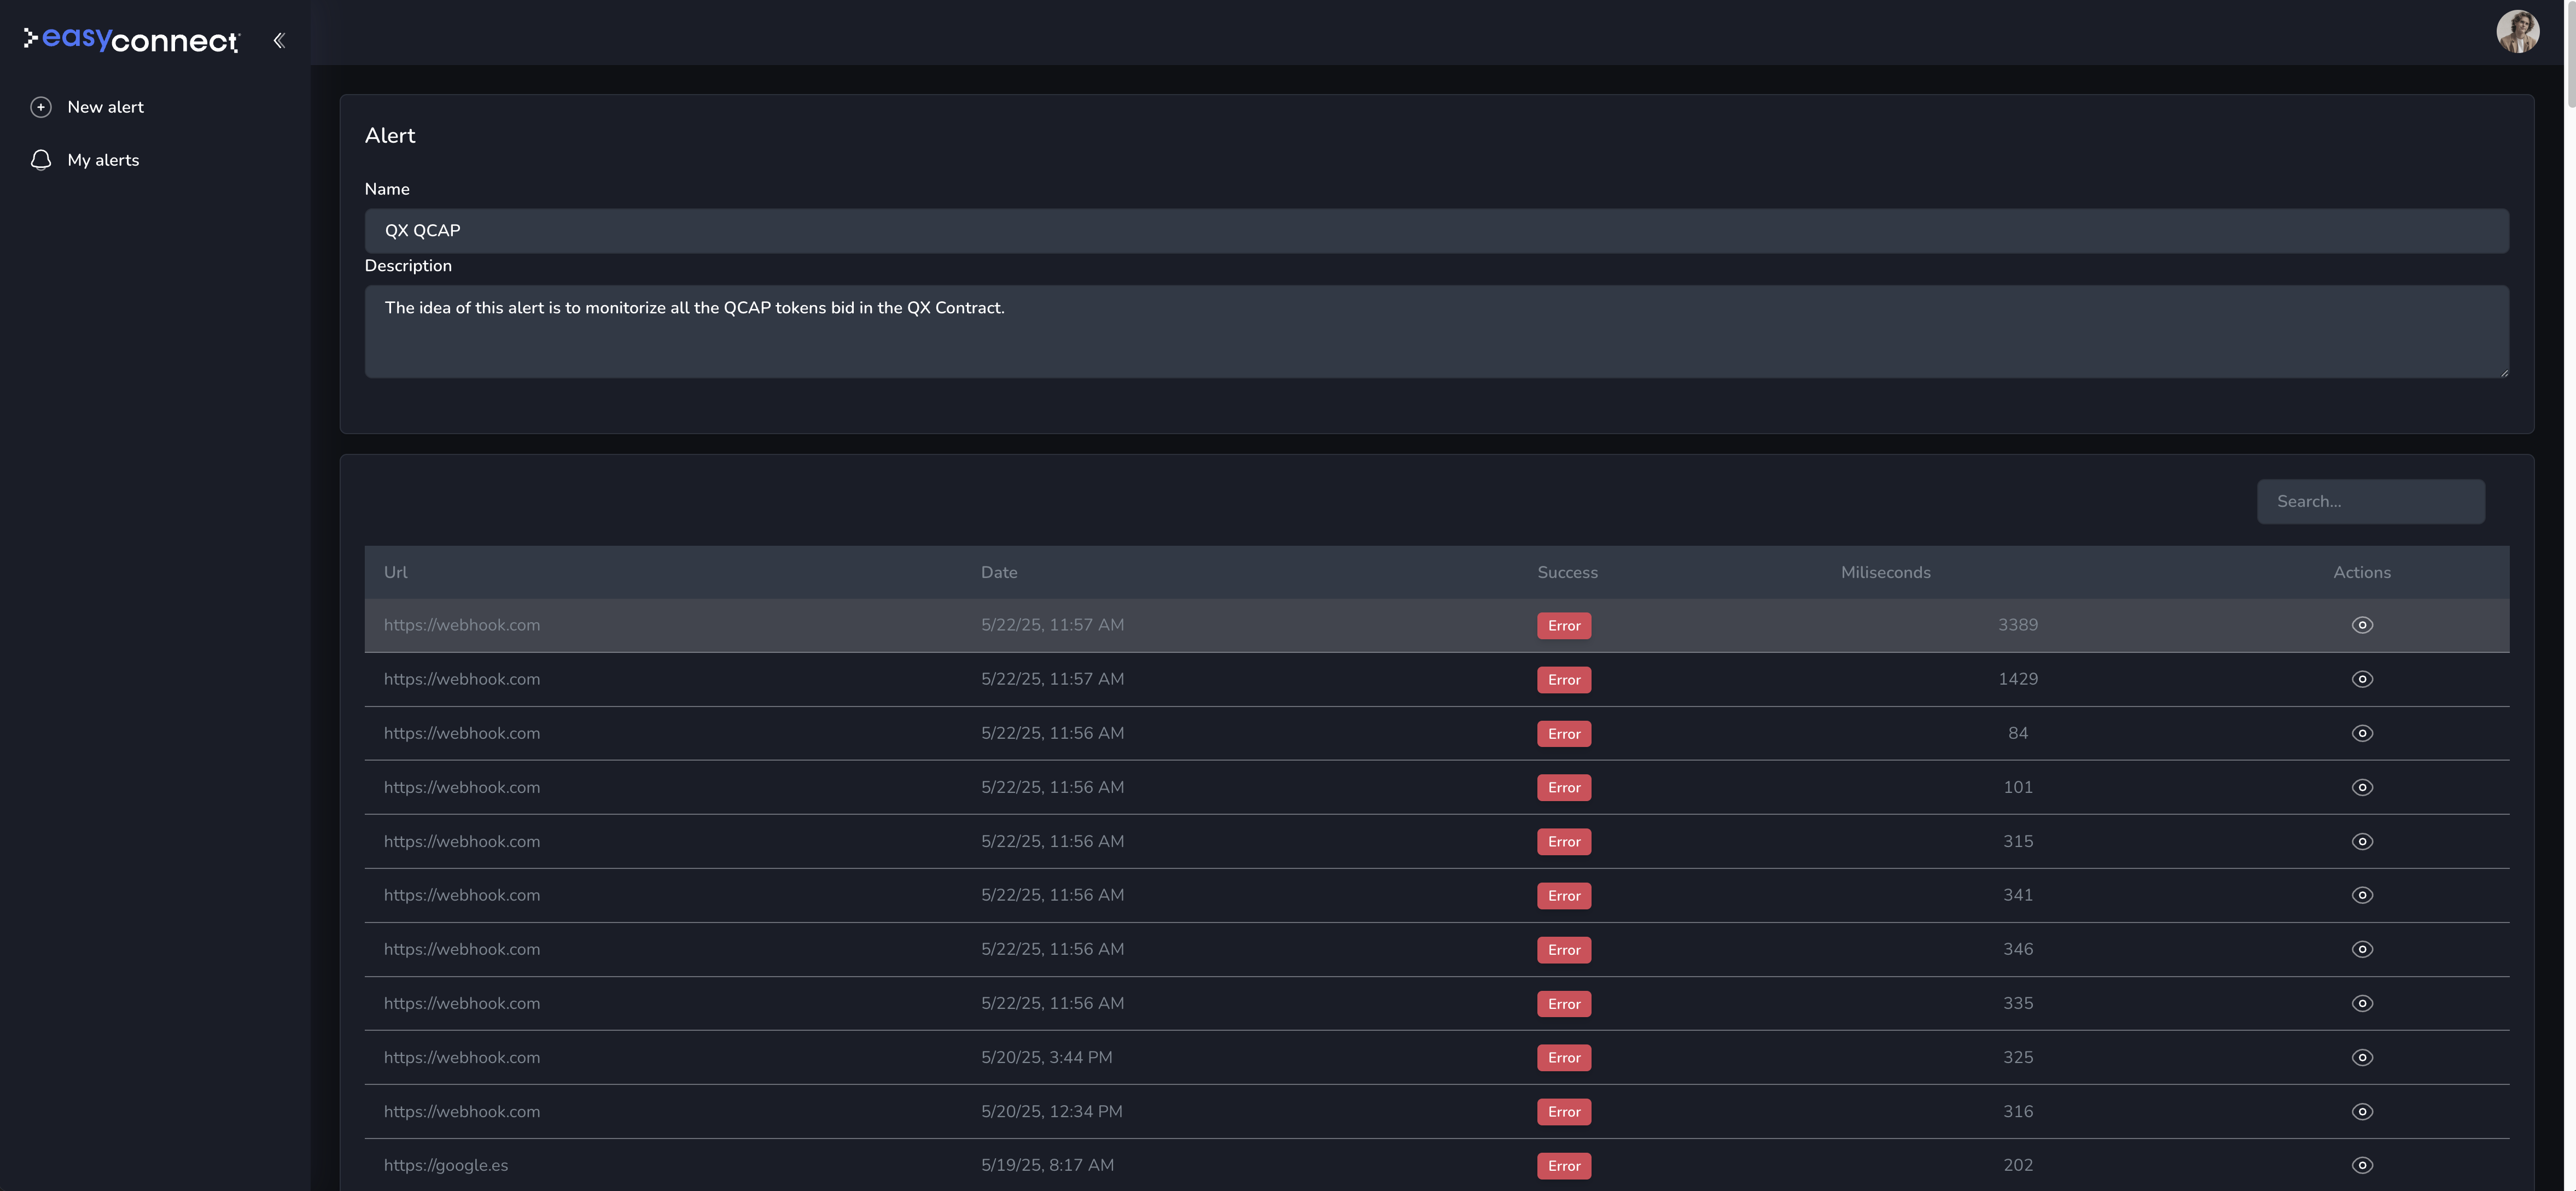 easyconnect
New alert
My alerts
Alert
Name
QX QCAP
Description
The idea of this alert is to monitorize all the QCAP tokens bid in the QX Contract.
Search...
Url Date Success Miliseconds Actions
https://webhook.com 5/22/25, 11:57 AM Error 3389
https://webhook.com 5/22/25, 11:57 AM Error 1429
https://webhook.com 5/22/25, 11:56 AM Error 84
https://webhook.com 5/22/25, 11:56 AM Error 101
https://webhook.com 5/22/25, 11:56 AM Error 315
https://webhook.com 5/22/25, 11:56 AM Error 341
https://webhook.com 5/22/25, 11:56 AM Error 346
https://webhook.com 5/22/25, 11:56 AM Error 335
https://webhook.com 5/20/25, 3:44 PM Error 325
https://webhook.com 5/20/25, 12:34 PM Error 316
https://google.es 5/19/25, 8:17 AM Error 202